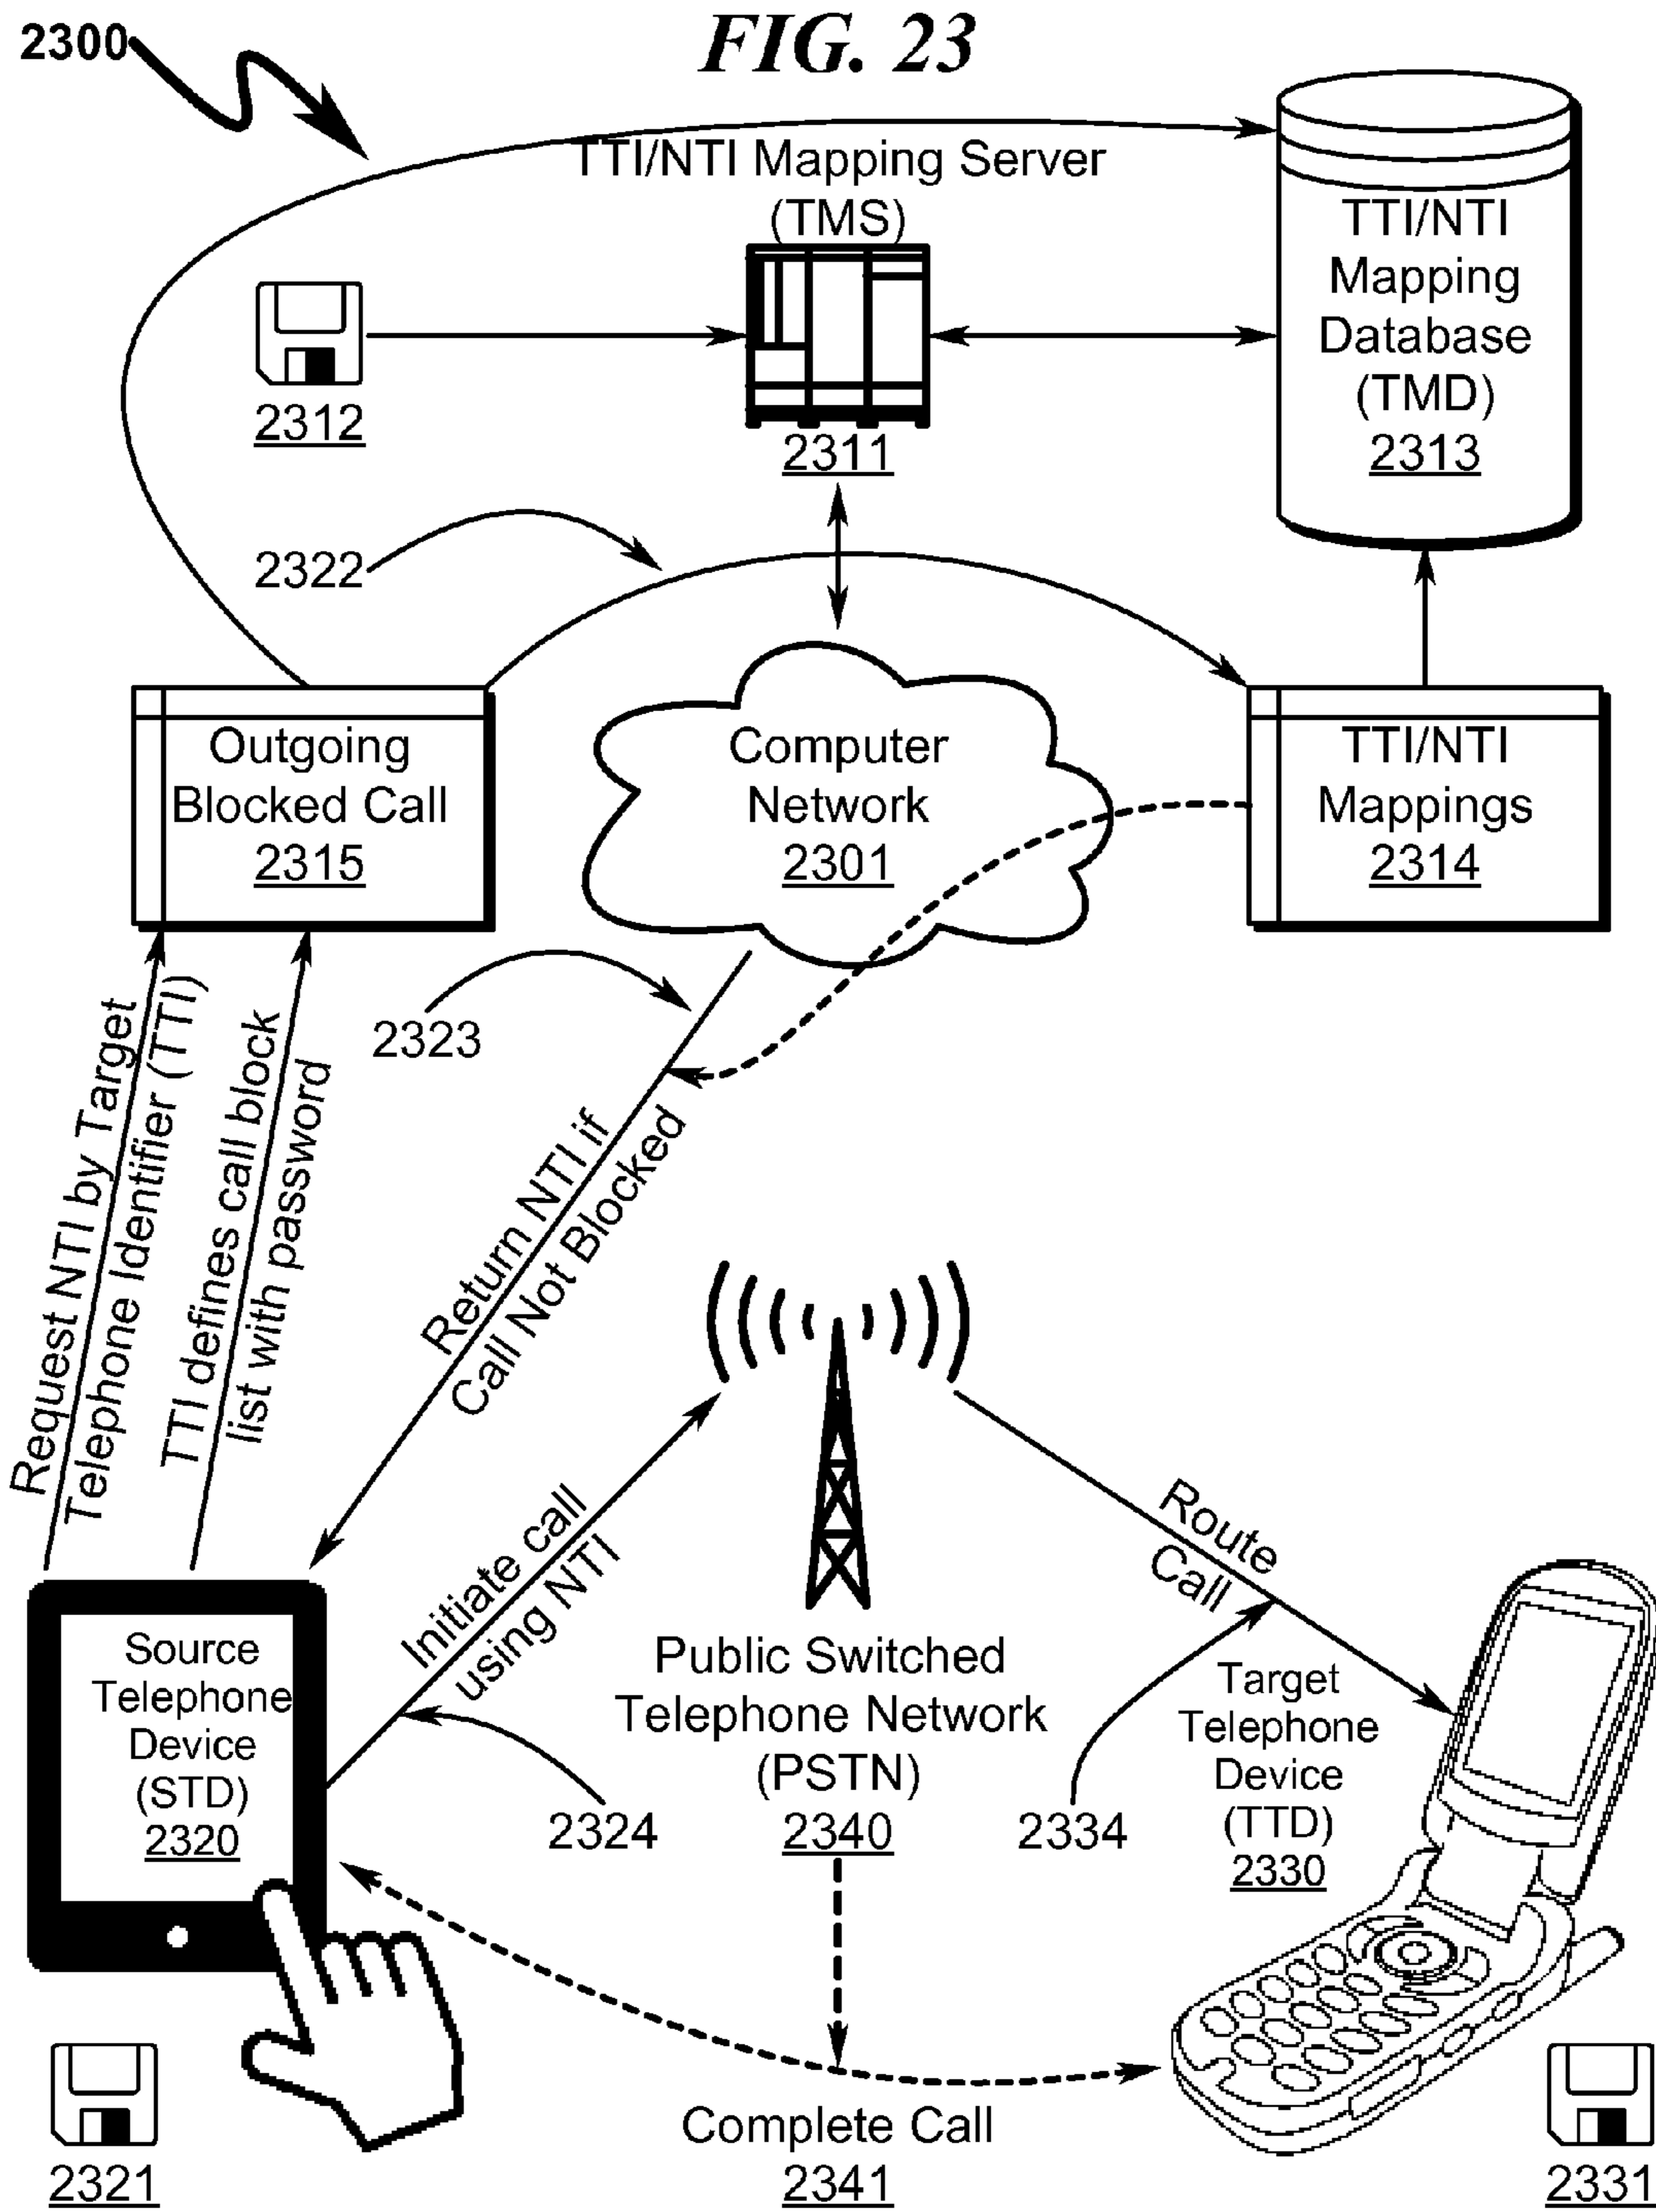 FIG. 23
2300
TTI/NTI Mapping Server
(TMS)
2311
2312
TTI/NTI
Mapping
Database
(TMD)
2313
2322
Outgoing
Blocked Call
2315
Computer
Network
2301
TTI/NTI
Mappings
2314
2323
Request NTI by Target
Telephone Identifier (TTI)
TTI defines call block
list with password
Return NTI if
Call Not Blocked
Initiate call
using NTI
Route
Call
Source
Telephone
Device
(STD)
2320
2324
Public Switched
Telephone Network
(PSTN)
2340
2334
Target
Telephone
Device
(TTD)
2330
Complete Call
2341
2321
2331